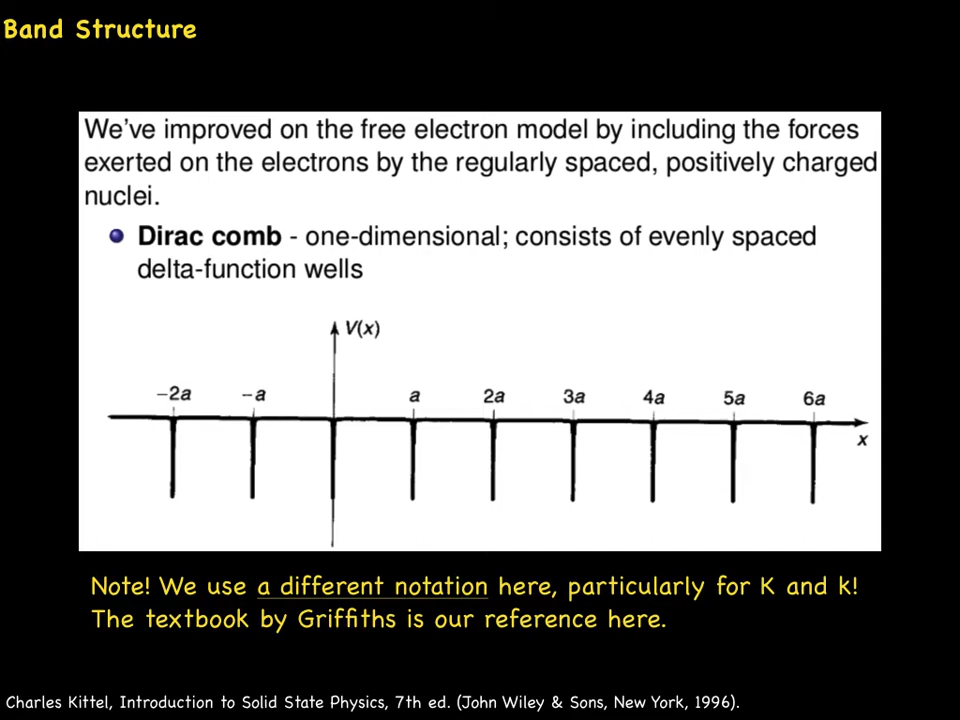 Band Structure
We've improved on the free electron model by including the forces
exerted on the electrons by the regularly spaced, positively charged
nuclei.
Dirac comb - one-dimensional; consists of evenly spaced
delta-function wells
V(x)
−2a −a a 2a 3a 4a 5a 6a
x
Note! We use a different notation here, particularly for K and k!
The textbook by Griffiths is our reference here.
Charles Kittel, Introduction to Solid State Physics, 7th ed. (John Wiley & Sons, New York, 1996).